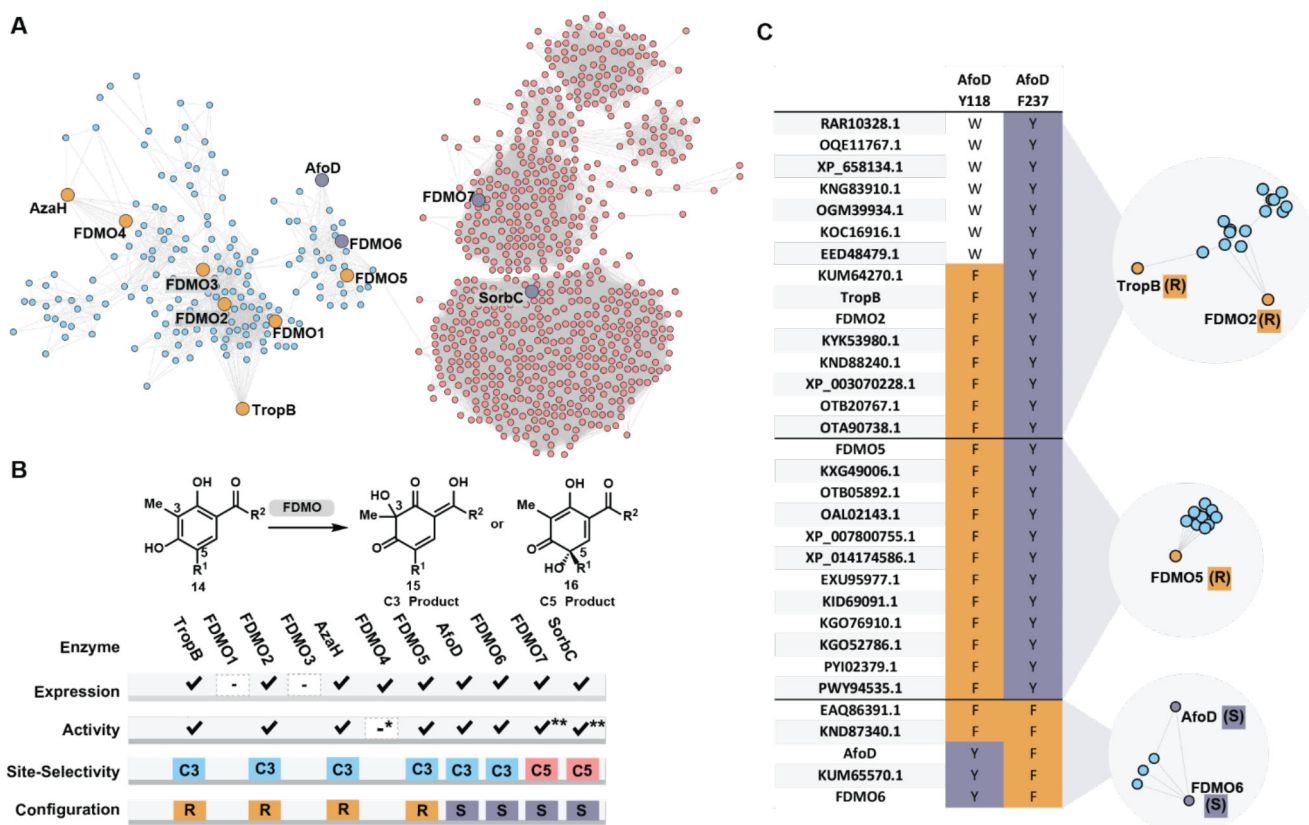 A
AzaH
FDMO4
FDMO3
FDMO2
FDMO1
TropB
AfoD
FDMO6
FDMO5
FDMO7
SorbC
B
OH O
Me 3 R²
HO 5
R¹
14
FDMO
HO O OH
3
Me R²
O
R¹
15
C3 Product
or
OH O
Me R²
O 5
HO R¹
16
C5 Product
Enzyme TropB FDMO1 FDMO2 FDMO3 AzaH FDMO4 FDMO5 AfoD FDMO6 FDMO7 SorbC
Expression ✓ - ✓ - ✓ ✓ ✓ ✓ ✓ ✓ ✓
Activity ✓ ✓ ✓ -* ✓ ✓ ✓ ✓** ✓**
Site-Selectivity C3 C3 C3 C3 C3 C3 C5 C5
Configuration R R R R S S S S
C
AfoD AfoD
Y118 F237
RAR10328.1 W Y
OQE11767.1 W Y
XP_658134.1 W Y
KNG83910.1 W Y
OGM39934.1 W Y
KOC16916.1 W Y
EED48479.1 W Y
KUM64270.1 F Y
TropB F Y
FDMO2 F Y
KYK53980.1 F Y
KND88240.1 F Y
XP_003070228.1 F Y
OTB20767.1 F Y
OTA90738.1 F Y
FDMO5 F Y
KXG49006.1 F Y
OTB05892.1 F Y
OAL02143.1 F Y
XP_007800755.1 F Y
XP_014174586.1 F Y
EXU95977.1 F Y
KID69091.1 F Y
KGO76910.1 F Y
KGO52786.1 F Y
PYI02379.1 F Y
PWY94535.1 F Y
EAQ86391.1 F F
KND87340.1 F F
AfoD Y F
KUM65570.1 Y F
FDMO6 Y F
TropB (R)
FDMO2 (R)
FDMO5 (R)
AfoD (S)
FDMO6
(S)